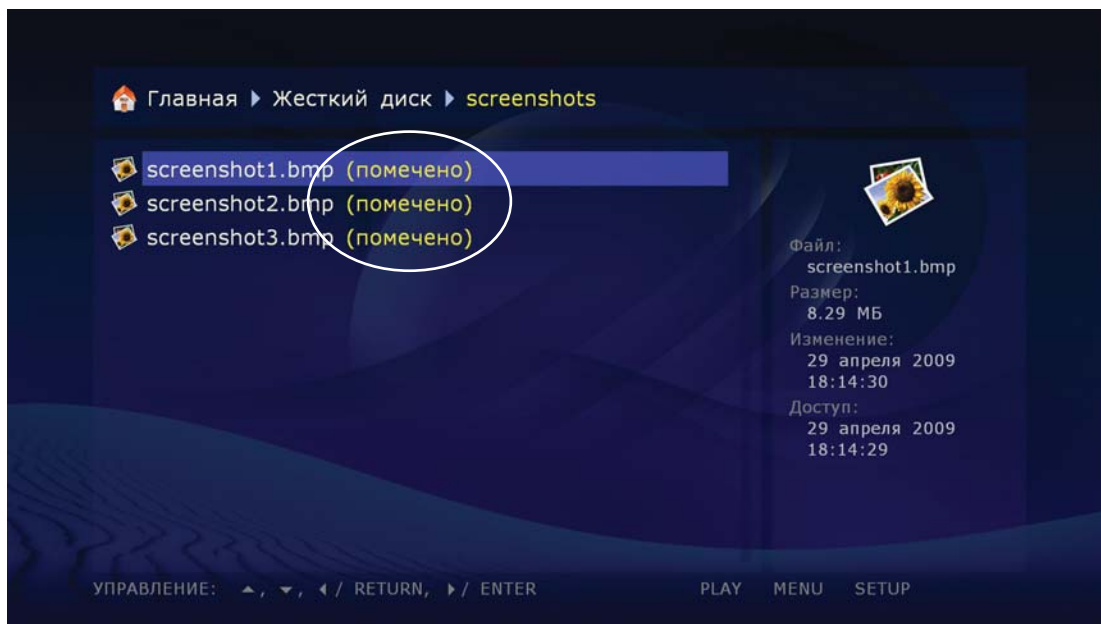 Главная Жесткий диск screenshots
screenshot1.bmp (помечено)
screenshot2.bmp (помечено)
screenshot3.bmp (помечено)
Файл:
screenshot1.bmp
Размер:
8.29 МБ
Изменение:
29 апреля 2009
18:14:30
Доступ:
29 апреля 2009
18:14:29
УПРАВЛЕНИЕ: ▲, ▼, ◀ / RETURN, ▶ / ENTER PLAY MENU SETUP